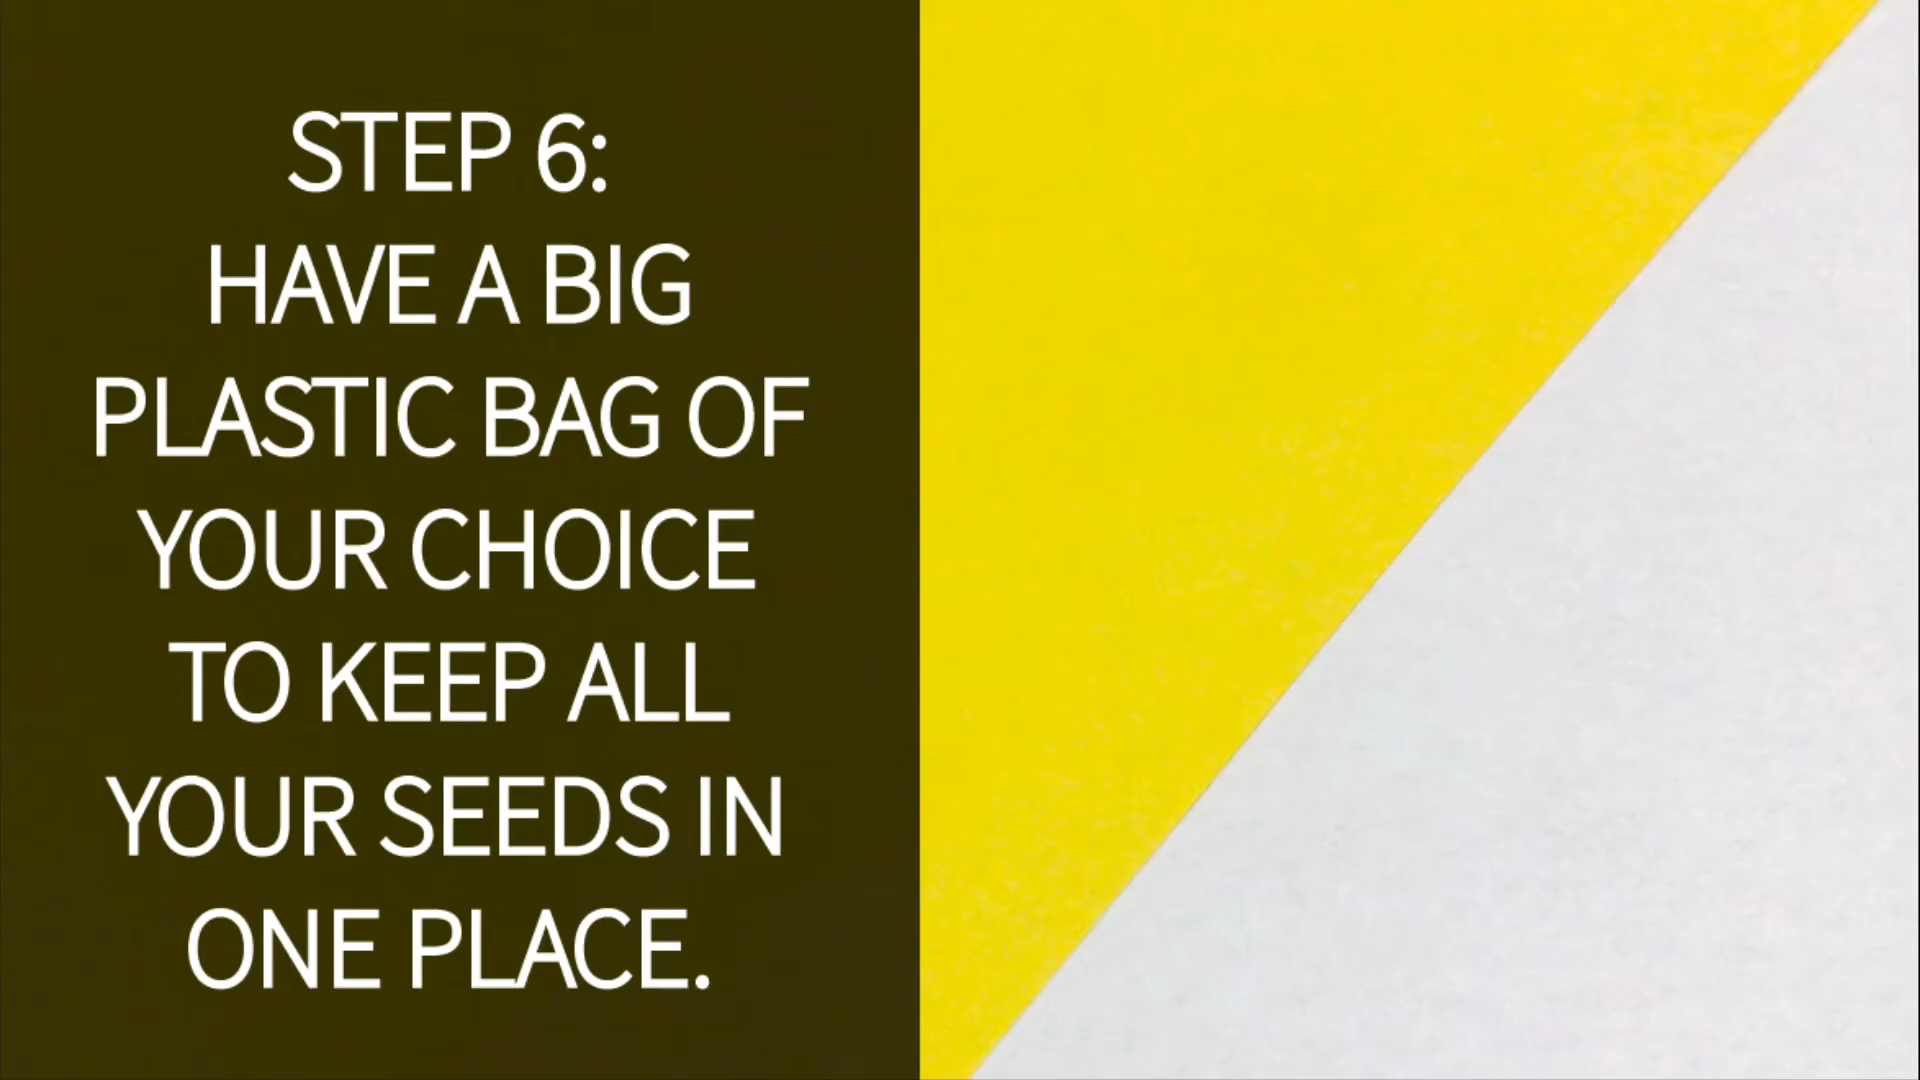 STEP 6:
HAVE A BIG
PLASTIC BAG OF
YOUR CHOICE
TO KEEP ALL
YOUR SEEDS IN
ONE PLACE.